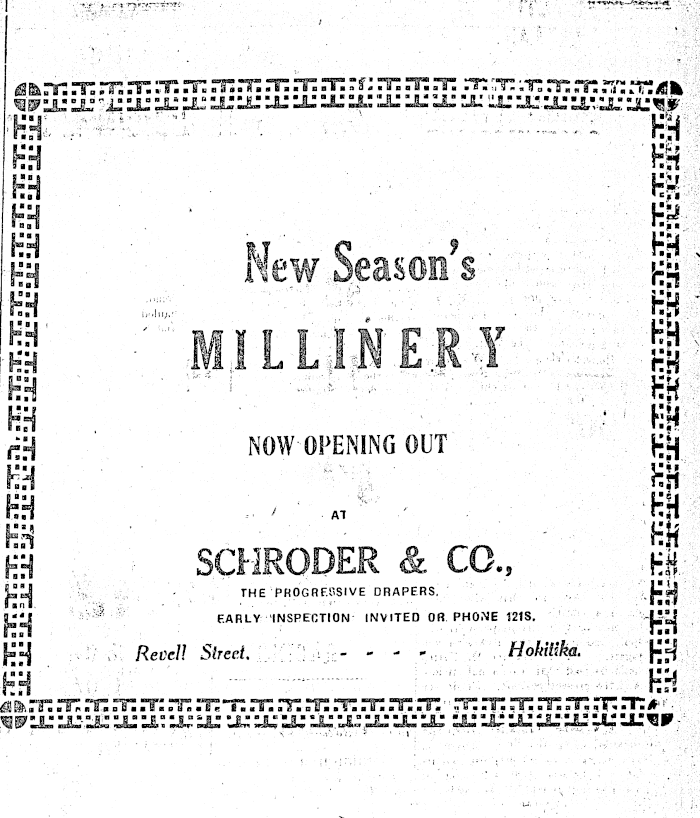 New Season's
MILLINERY
NOW OPENING OUT
AT
SCHRODER & CO.,
THE PROGRESSIVE DRAPERS.
EARLY INSPECTION INVITED OR PHONE 121S.
Revell Street. - - - - Hokitika.